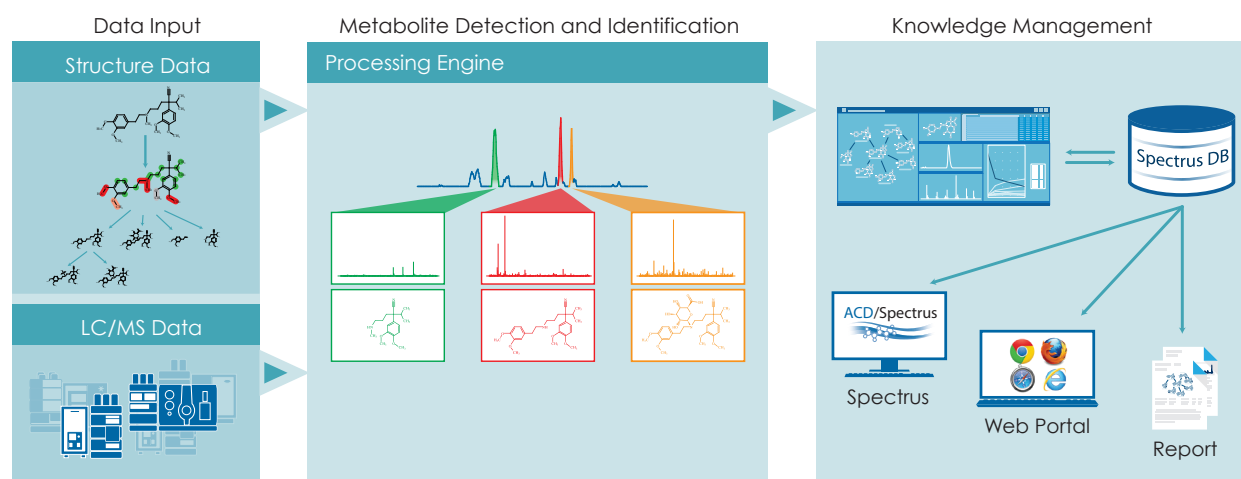 Data Input
Metabolite Detection and Identification
Knowledge Management
Structure Data
Processing Engine
Spectrus DB
LC/MS Data
ACD/Spectrus
Spectrus
Web Portal
Report